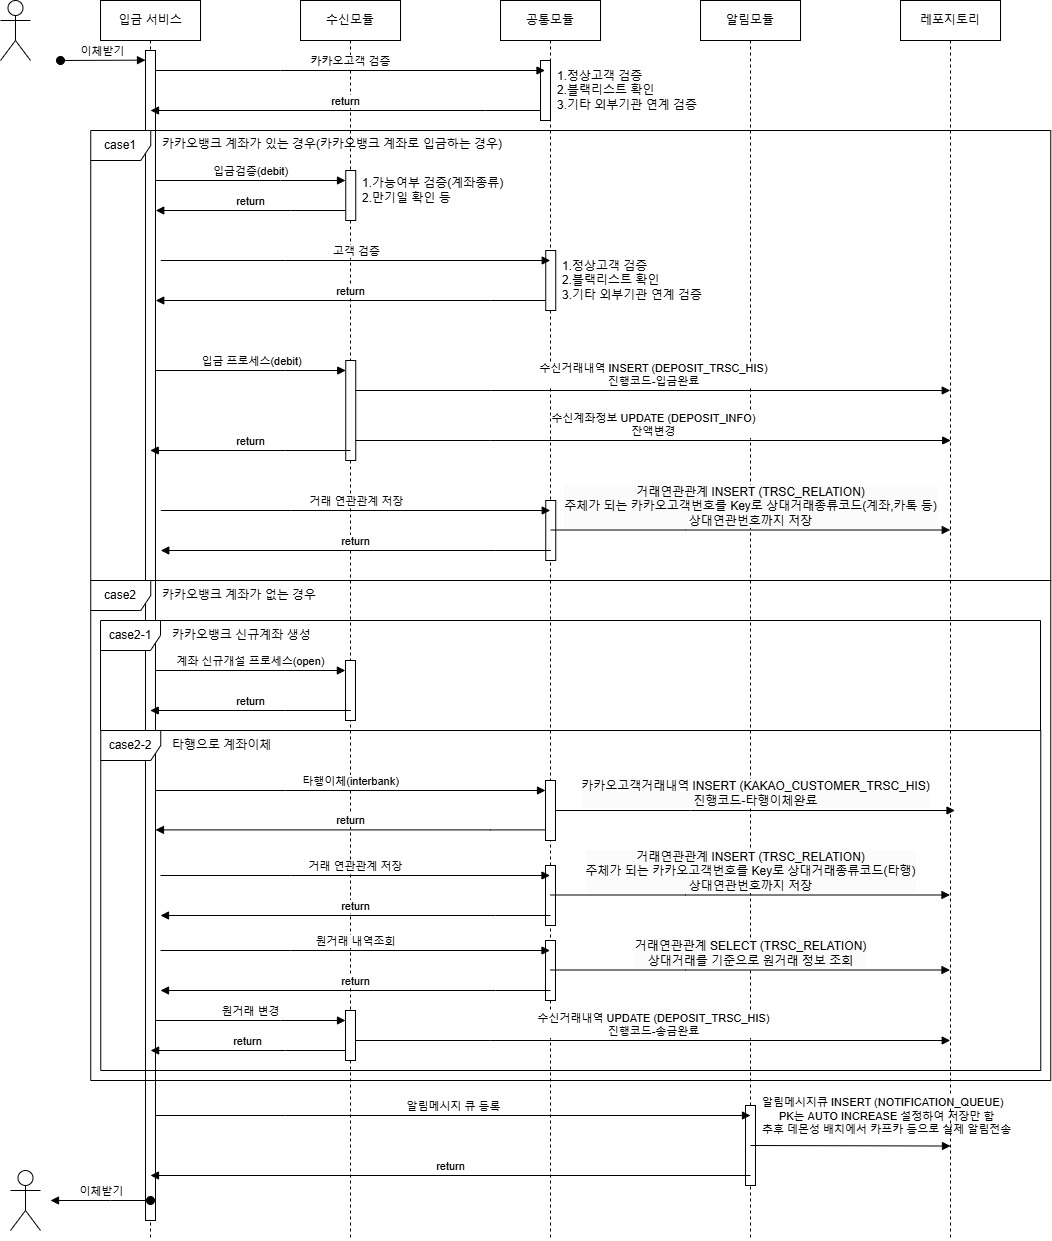 입금 서비스
수신모듈
공통모듈
알림모듈
레포지토리
이체받기
카카오고객 검증
1.정상고객 검증
2.블랙리스트 확인
3.기타 외부기관 연계 검증
return
case1
카카오뱅크 계좌가 있는 경우(카카오뱅크 계좌로 입금하는 경우)
입금검증(debit)
1.가능여부 검증(계좌종류)
2.만기일 확인 등
return
고객 검증
1.정상고객 검증
2.블랙리스트 확인
3.기타 외부기관 연계 검증
return
입금 프로세스(debit)
수신거래내역 INSERT (DEPOSIT_TRSC_HIS)
진행코드-입금완료
수신계좌정보 UPDATE (DEPOSIT_INFO)
잔액변경
return
거래 연관관계 저장
거래연관관계 INSERT (TRSC_RELATION)
주체가 되는 카카오고객번호를 Key로 상대거래종류코드(계좌,카톡 등)
상대연관번호까지 저장
return
case2
카카오뱅크 계좌가 없는 경우
case2-1
카카오뱅크 신규계좌 생성
계좌 신규개설 프로세스(open)
return
case2-2
타행으로 계좌이체
타행이체(interbank)
카카오고객거래내역 INSERT (KAKAO_CUSTOMER_TRSC_HIS)
진행코드-타행이체완료
return
거래 연관관계 저장
거래연관관계 INSERT (TRSC_RELATION)
주체가 되는 카카오고객번호를 Key로 상대거래종류코드(타행)
상대연관번호까지 저장
return
원거래 내역조회
거래연관관계 SELECT (TRSC_RELATION)
상대거래를 기준으로 원거래 정보 조회
return
원거래 변경
수신거래내역 UPDATE (DEPOSIT_TRSC_HIS)
진행코드-송금완료
return
알림메시지 큐 등록
알림메시지큐 INSERT (NOTIFICATION_QUEUE)
PK는 AUTO INCREASE 설정하여 저장만 함
추후 데몬성 배치에서 카프카 등으로 실제 알림전송
return
이체받기